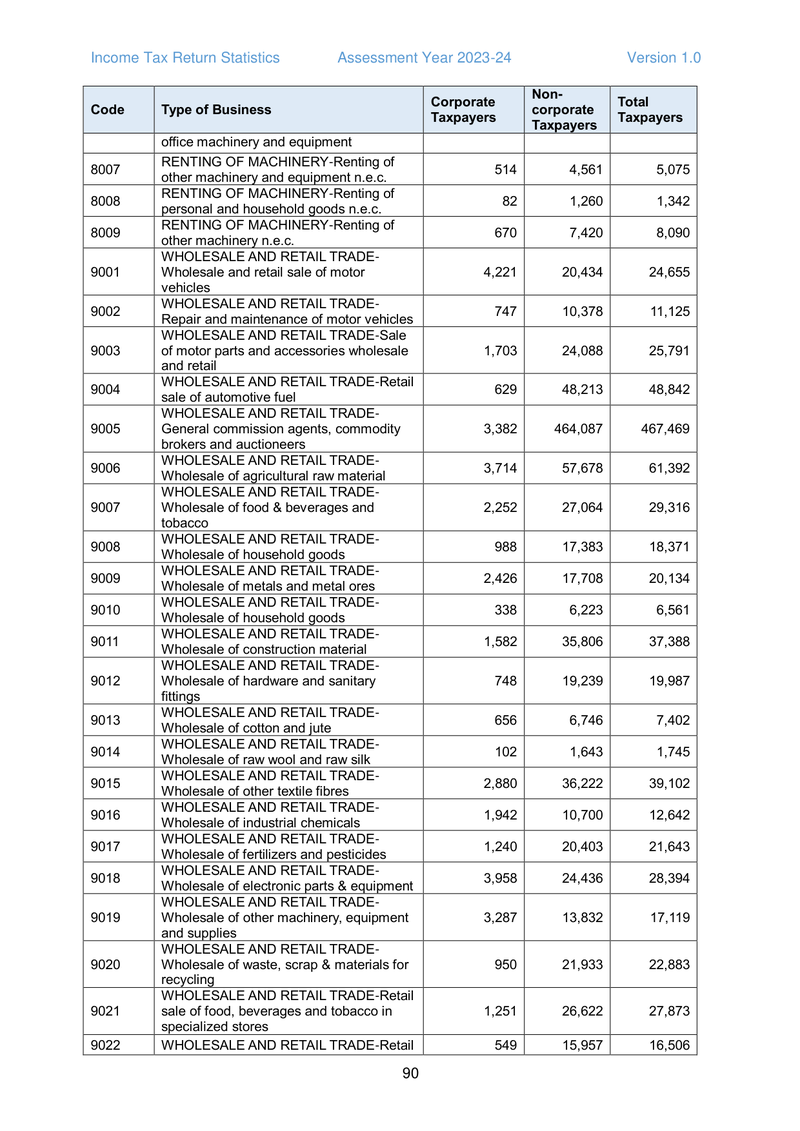 Income Tax Return Statistics Assessment Year 2023-24 Version 1.0
Code Type of Business Corporate Taxpayers Non-corporate Taxpayers Total Taxpayers
office machinery and equipment
8007 RENTING OF MACHINERY-Renting of other machinery and equipment n.e.c. 514 4,561 5,075
8008 RENTING OF MACHINERY-Renting of personal and household goods n.e.c. 82 1,260 1,342
8009 RENTING OF MACHINERY-Renting of other machinery n.e.c. 670 7,420 8,090
9001 WHOLESALE AND RETAIL TRADE-Wholesale and retail sale of motor vehicles 4,221 20,434 24,655
9002 WHOLESALE AND RETAIL TRADE-Repair and maintenance of motor vehicles 747 10,378 11,125
9003 WHOLESALE AND RETAIL TRADE-Sale of motor parts and accessories wholesale and retail 1,703 24,088 25,791
9004 WHOLESALE AND RETAIL TRADE-Retail sale of automotive fuel 629 48,213 48,842
9005 WHOLESALE AND RETAIL TRADE-General commission agents, commodity brokers and auctioneers 3,382 464,087 467,469
9006 WHOLESALE AND RETAIL TRADE-Wholesale of agricultural raw material 3,714 57,678 61,392
9007 WHOLESALE AND RETAIL TRADE-Wholesale of food & beverages and tobacco 2,252 27,064 29,316
9008 WHOLESALE AND RETAIL TRADE-Wholesale of household goods 988 17,383 18,371
9009 WHOLESALE AND RETAIL TRADE-Wholesale of metals and metal ores 2,426 17,708 20,134
9010 WHOLESALE AND RETAIL TRADE-Wholesale of household goods 338 6,223 6,561
9011 WHOLESALE AND RETAIL TRADE-Wholesale of construction material 1,582 35,806 37,388
9012 WHOLESALE AND RETAIL TRADE-Wholesale of hardware and sanitary fittings 748 19,239 19,987
9013 WHOLESALE AND RETAIL TRADE-Wholesale of cotton and jute 656 6,746 7,402
9014 WHOLESALE AND RETAIL TRADE-Wholesale of raw wool and raw silk 102 1,643 1,745
9015 WHOLESALE AND RETAIL TRADE-Wholesale of other textile fibres 2,880 36,222 39,102
9016 WHOLESALE AND RETAIL TRADE-Wholesale of industrial chemicals 1,942 10,700 12,642
9017 WHOLESALE AND RETAIL TRADE-Wholesale of fertilizers and pesticides 1,240 20,403 21,643
9018 WHOLESALE AND RETAIL TRADE-Wholesale of electronic parts & equipment 3,958 24,436 28,394
9019 WHOLESALE AND RETAIL TRADE-Wholesale of other machinery, equipment and supplies 3,287 13,832 17,119
9020 WHOLESALE AND RETAIL TRADE-Wholesale of waste, scrap & materials for recycling 950 21,933 22,883
9021 WHOLESALE AND RETAIL TRADE-Retail sale of food, beverages and tobacco in specialized stores 1,251 26,622 27,873
9022 WHOLESALE AND RETAIL TRADE-Retail 549 15,957 16,506
90